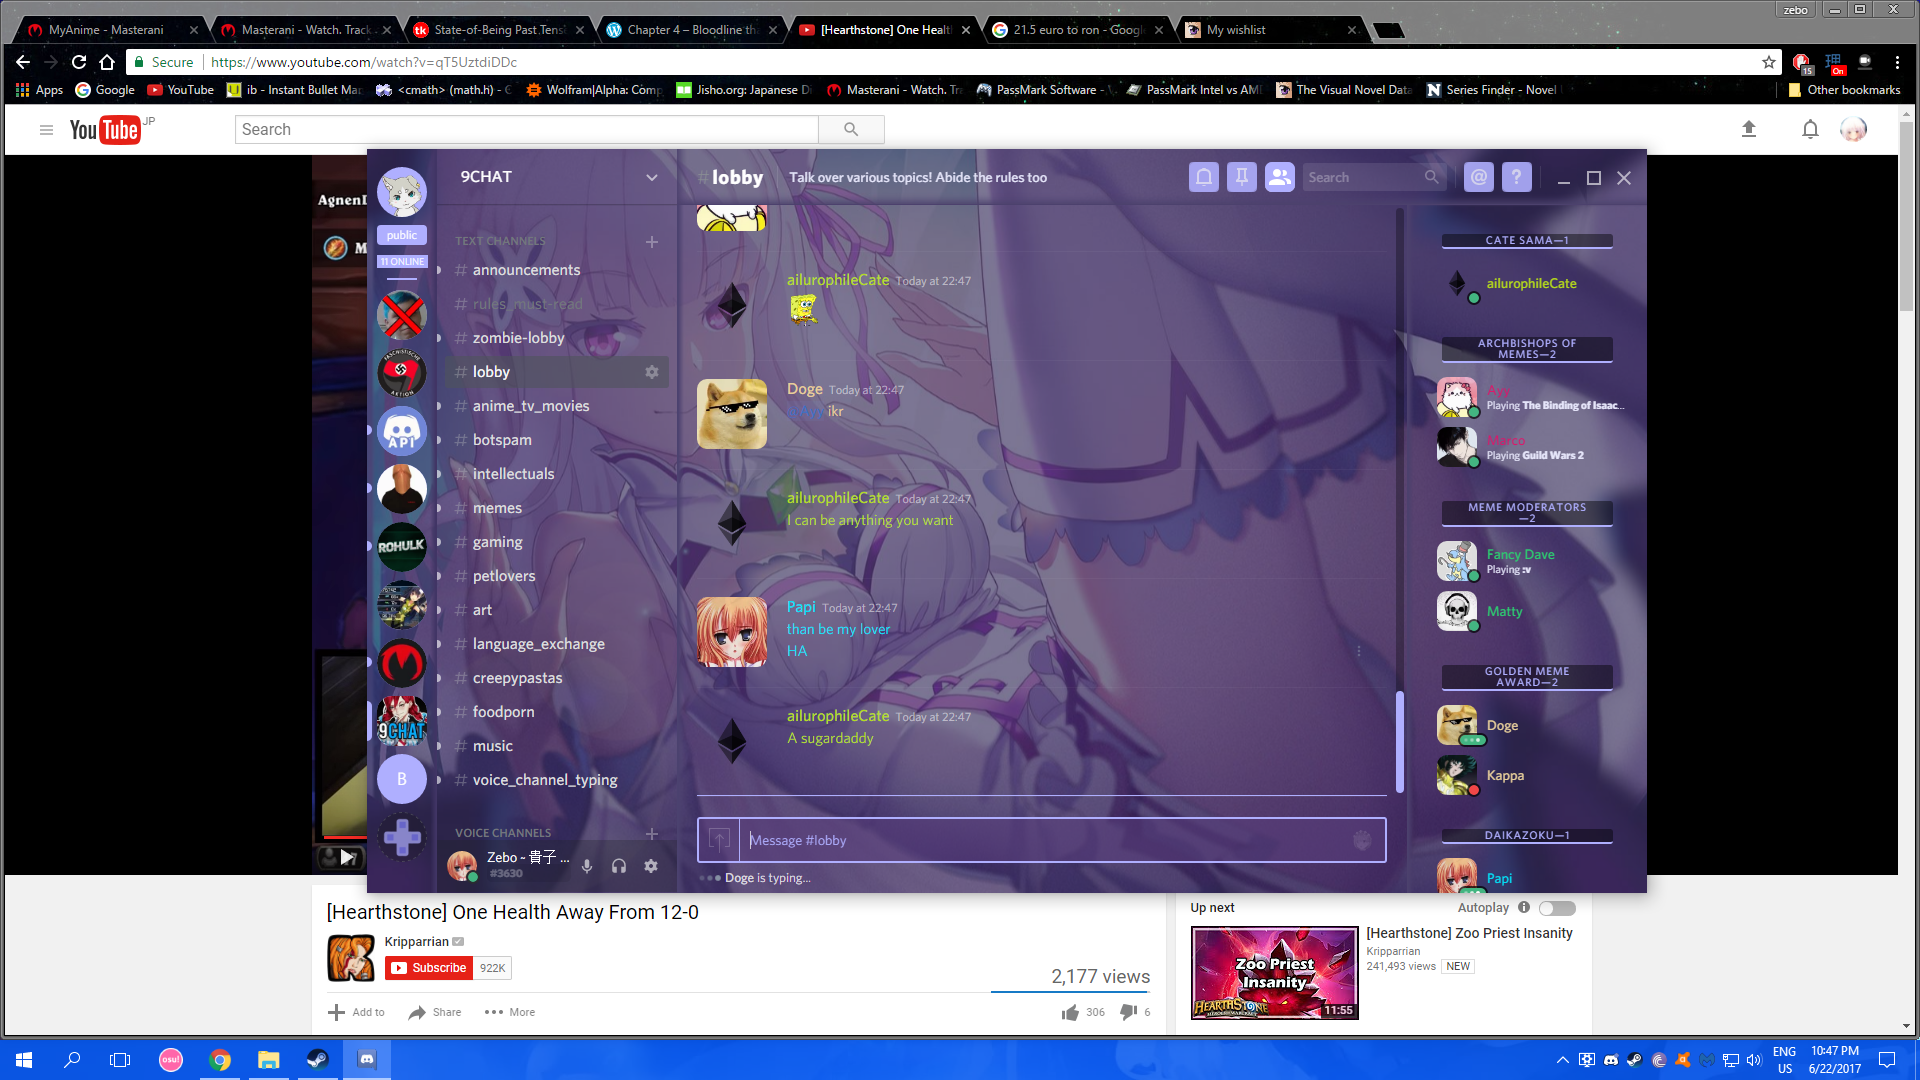 zebo
MyAnime - Masterani
Masterani - Watch. Track
State-of-Being Past Tens
Chapter 4 – Bloodline th
[Hearthstone] One Healt
21.5 euro to ron - Googl
My wishlist
Secure
https://www.youtube.com/watch?v=qT5UztdiDDc
15
On
Apps
Google
YouTube
ib - Instant Bullet Ma
<cmath> (math.h) -
Wolfram|Alpha: Comp
Jisho.org: Japanese D
Masterani - Watch. Tr
PassMark Software -
PassMark Intel vs AM
The Visual Novel Data
Series Finder - Novel
Other bookmarks
YouTube JP
Search
AgnenD
M
public
11 ONLINE
FASCHISTISCHE
AKTION
API
ROHULK
9CHAT
B
9CHAT
TEXT CHANNELS
# announcements
# rules_must-read
# zombie-lobby
# lobby
# anime_tv_movies
# botspam
# intellectuals
# memes
# gaming
# petlovers
# art
# language_exchange
# creepypastas
# foodporn
# music
# voice_channel_typing
VOICE CHANNELS
Zebo ~ 貴子 ...
#3630
# lobby
Talk over various topics! Abide the rules too
Search
@
?
ailurophileCate Today at 22:47
Doge Today at 22:47
ikr
ailurophileCate Today at 22:47
I can be anything you want
Papi Today at 22:47
than be my lover
HA
ailurophileCate Today at 22:47
A sugardaddy
Message #lobby
Doge is typing...
CATE SAMA—1
ailurophileCate
ARCHBISHOPS OF
MEMES—2
Ayy
Playing The Binding of Isaac...
Marco
Playing Guild Wars 2
MEME MODERATORS
—2
Fancy Dave
Playing :v
Matty
GOLDEN MEME
AWARD—2
Doge
Kappa
DAIKAZOKU—1
Papi
[Hearthstone] One Health Away From 12-0
Kripparrian
Subscribe
922K
2,177 views
Add to
Share
More
306
6
Up next
Autoplay
Zoo Priest
Insanity
HEARTHSTONE
11:55
[Hearthstone] Zoo Priest Insanity
Kripparrian
241,493 views
NEW
osu!
ENG
US
10:47 PM
6/22/2017